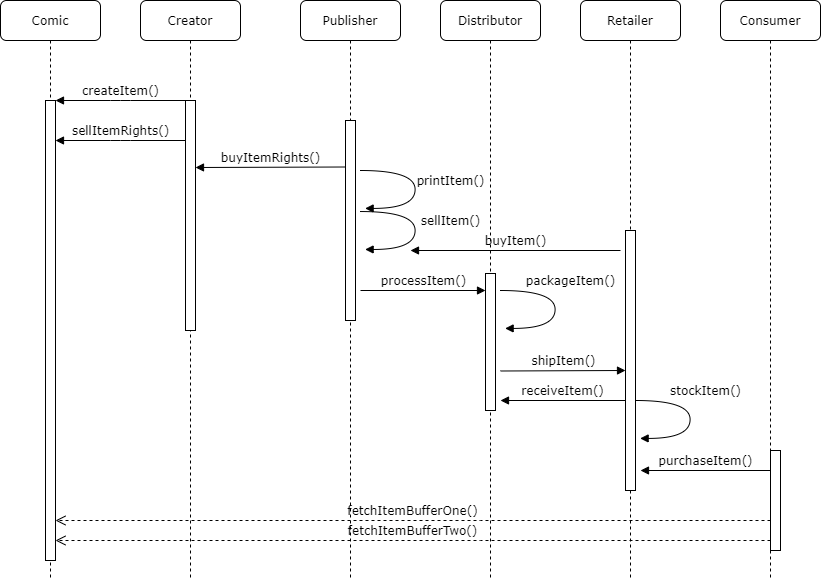 Comic
Creator
Publisher
Distributor
Retailer
Consumer
createItem()
sellItemRights()
buyItemRights()
printItem()
sellItem()
buyItem()
processItem()
packageItem()
shipItem()
receiveItem()
stockItem()
purchaseItem()
fetchItemBufferOne()
fetchItemBufferTwo()